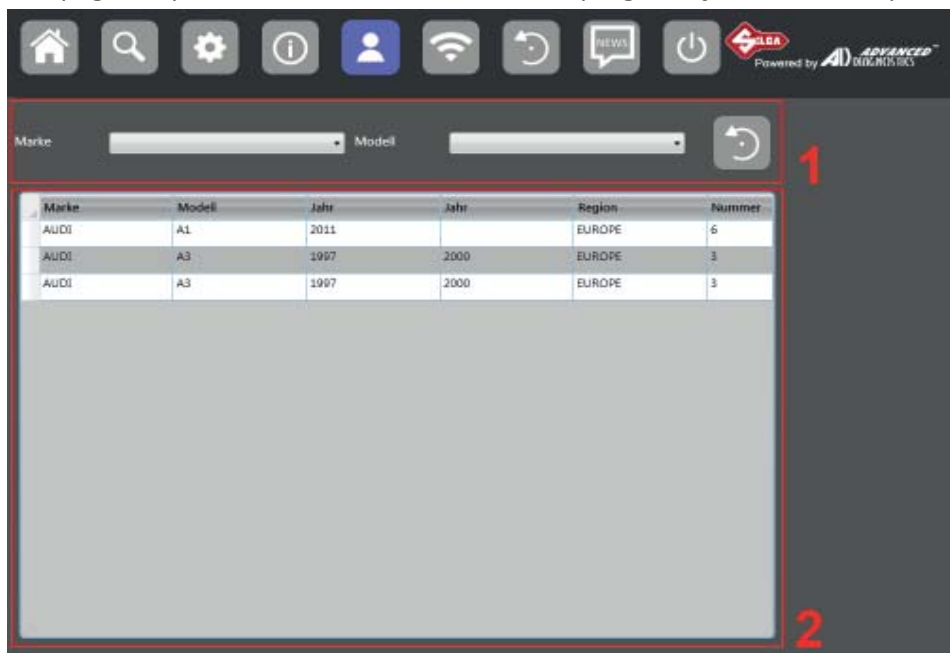 NEWS
SILCA
Powered by AD ADVANCED DIAGNOSTICS
Marke Modell
1
Marke Modell Jahr Jahr Region Nummer
AUDI A1 2011 EUROPE 6
AUDI A3 1997 2000 EUROPE 3
AUDI A3 1997 2000 EUROPE 3
2